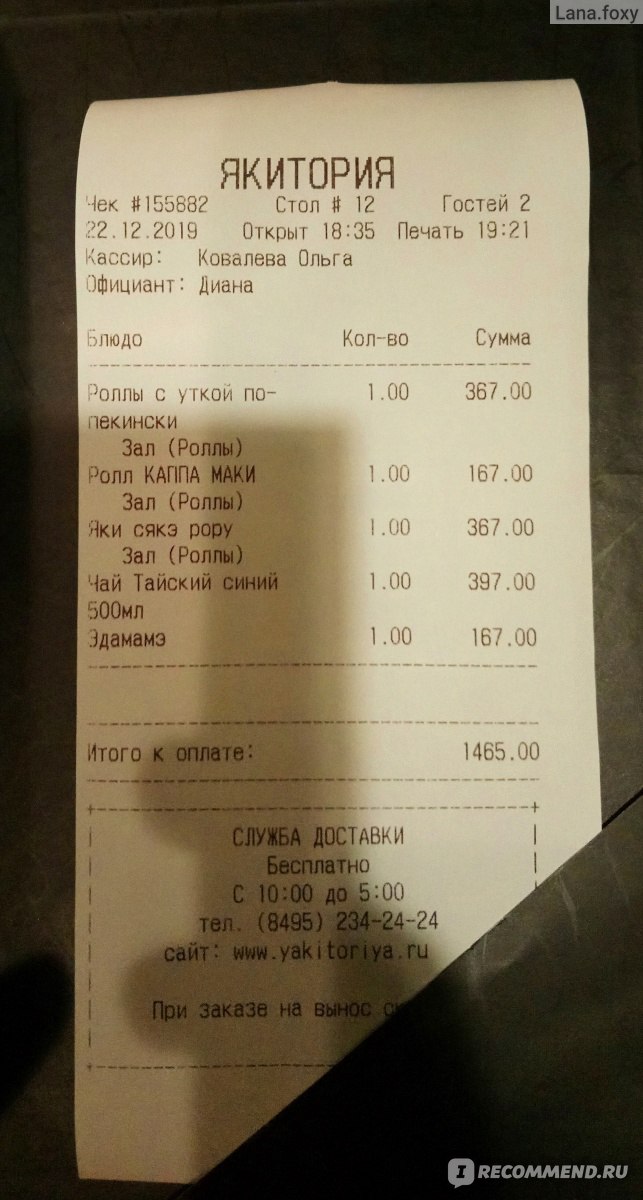 Lana.foxy
ЯКИТОРИЯ
Чек #155882 Стол # 12 Гостей 2
22.12.2019 Открыт 18:35 Печать 19:21
Кассир: Ковалева Ольга
Официант: Диана
Блюдо Кол-во Сумма
Роллы с уткой по- 1.00 367.00
пекински
Зал (Роллы)
Ролл КАППА МАКИ 1.00 167.00
Зал (Роллы)
Яки сякэ рору 1.00 367.00
Зал (Роллы)
Чай Тайский синий 1.00 397.00
500мл
Эдамамэ 1.00 167.00
Итого к оплате: 1465.00
СЛУЖБА ДОСТАВКИ
Бесплатно
С 10:00 до 5:00
тел. (8495) 234-24-24
сайт: www.yakitoriya.ru
При заказе на вынос
I RECOMMEND.RU